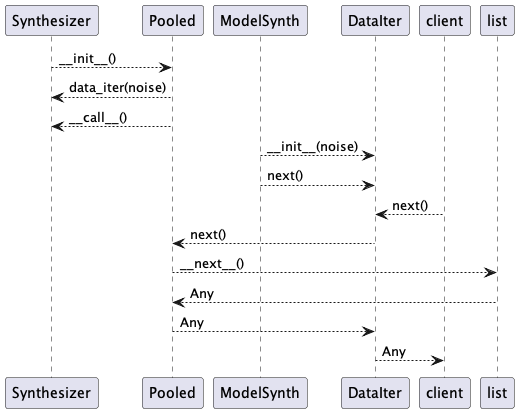 Synthesizer Pooled ModelSynth DataIter client list
__init__()
data_iter(noise)
__call__()
__init__(noise)
next()
next()
next()
__next__()
Any
Any
Any
Synthesizer Pooled ModelSynth DataIter client list